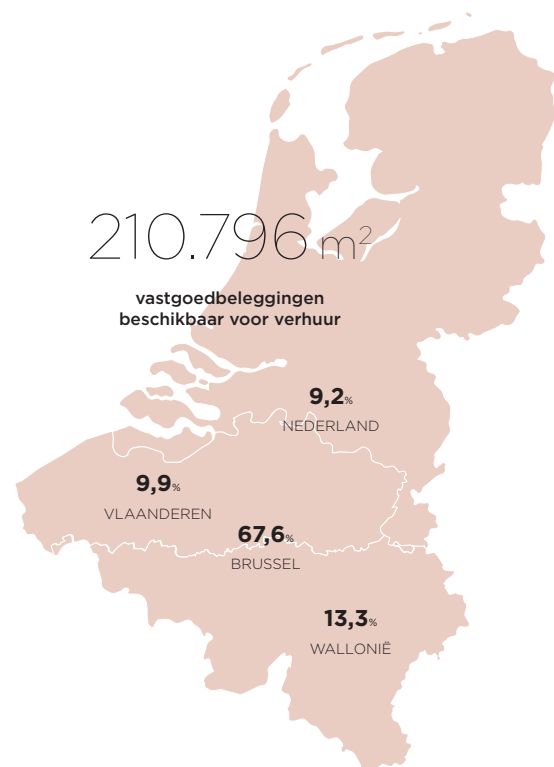 210.796 m²
vastgoedbeleggingen
beschikbaar voor verhuur
9,2%
NEDERLAND
9,9%
VLAANDEREN
67,6%
BRUSSEL
13,3%
WALLONIË